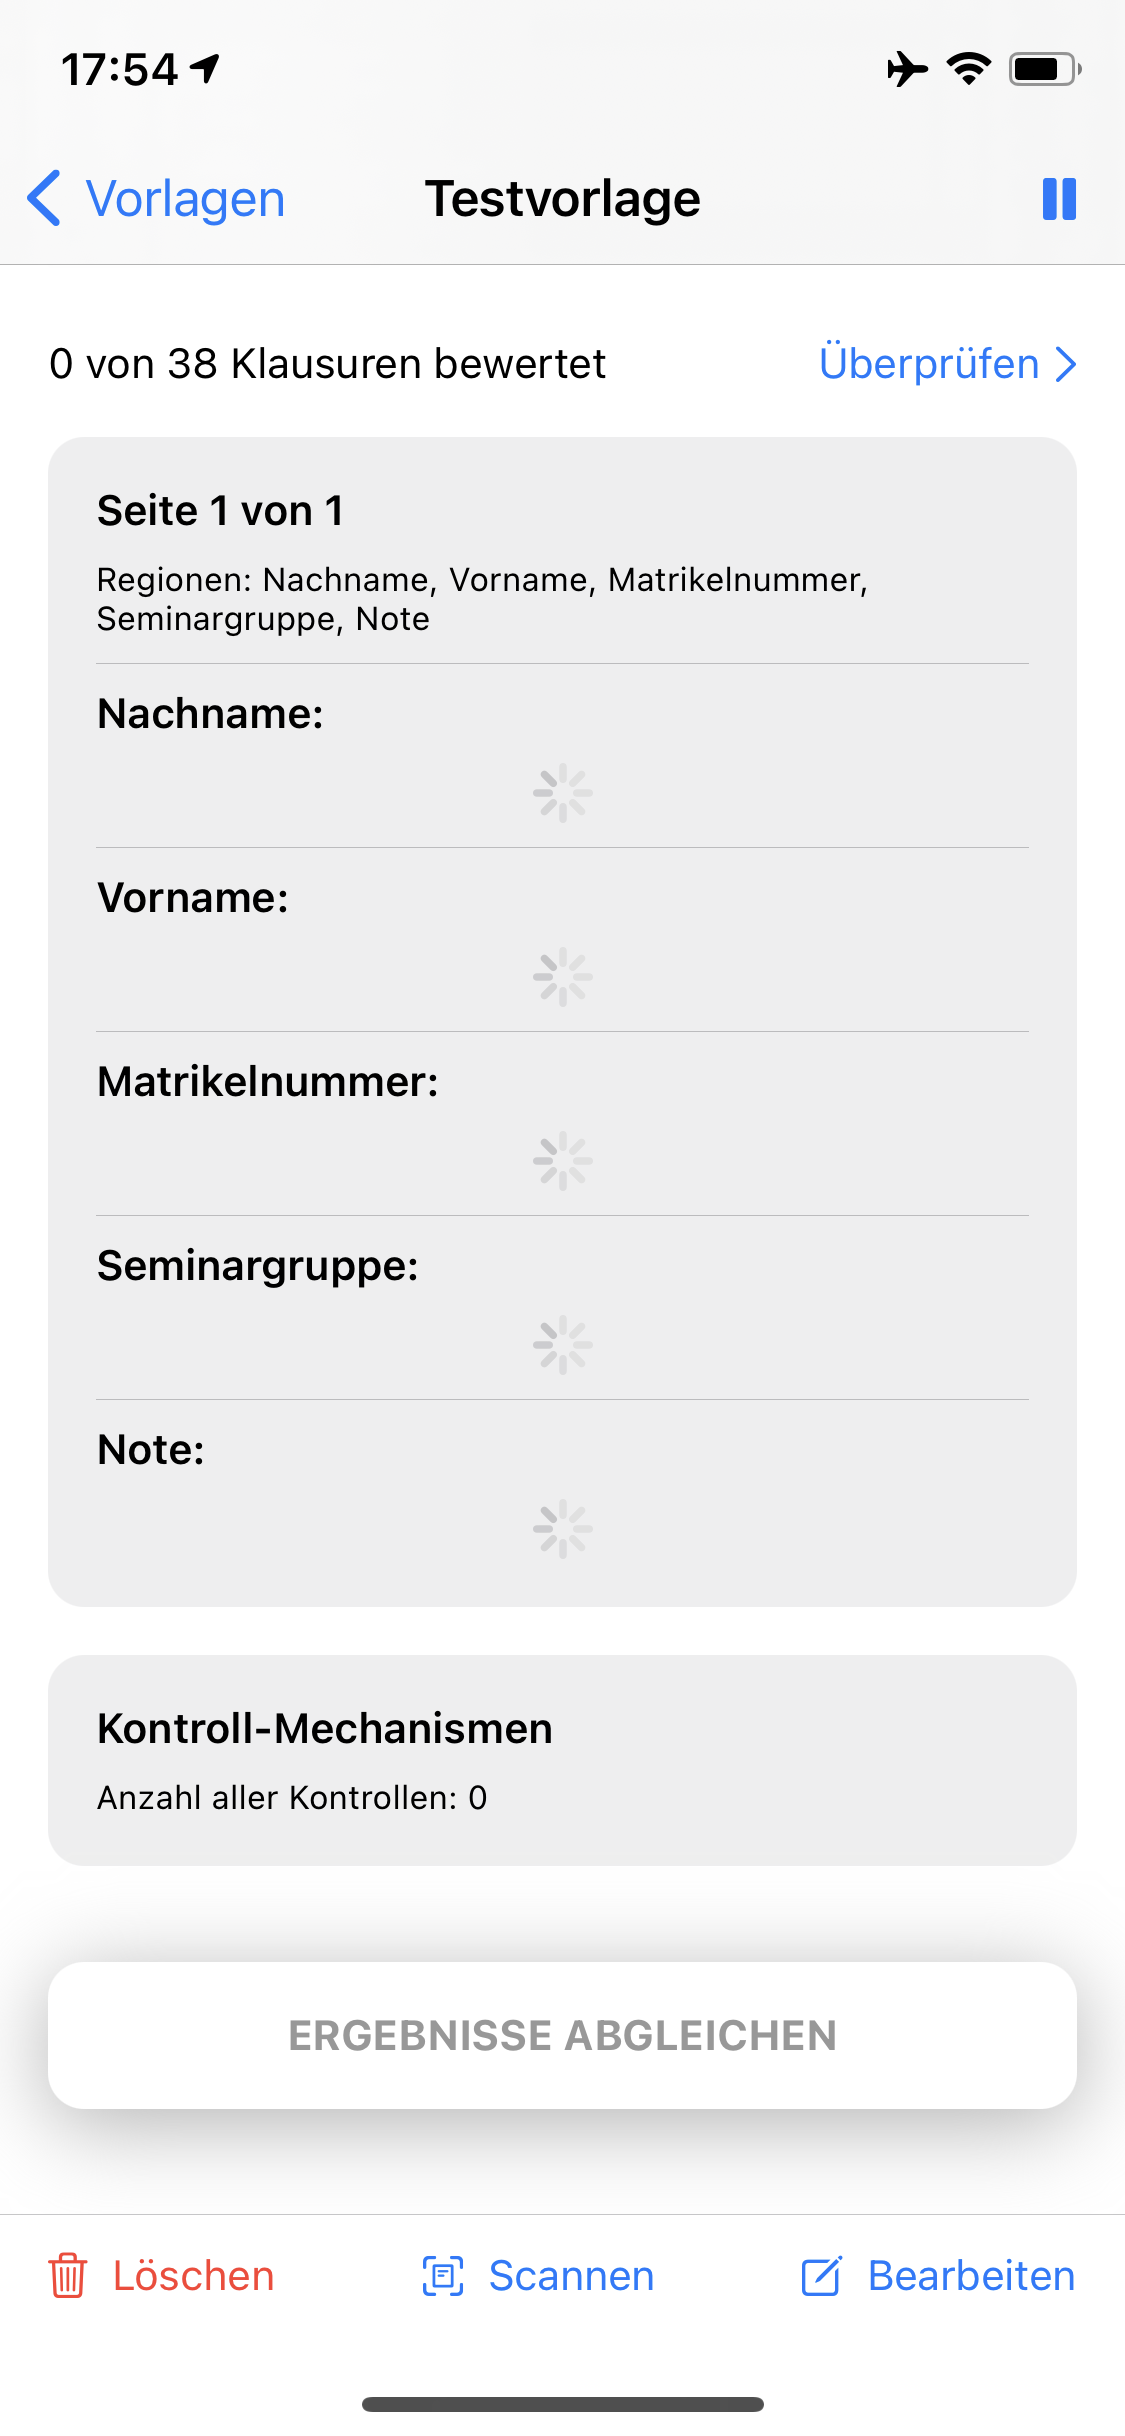 17:54
Vorlagen
Testvorlage
0 von 38 Klausuren bewertet
Überprüfen
Seite 1 von 1
Regionen: Nachname, Vorname, Matrikelnummer,
Seminargruppe, Note
Nachname:
Vorname:
Matrikelnummer:
Seminargruppe:
Note:
Kontroll-Mechanismen
Anzahl aller Kontrollen: 0
ERGEBNISSE ABGLEICHEN
Löschen
Scannen
Bearbeiten